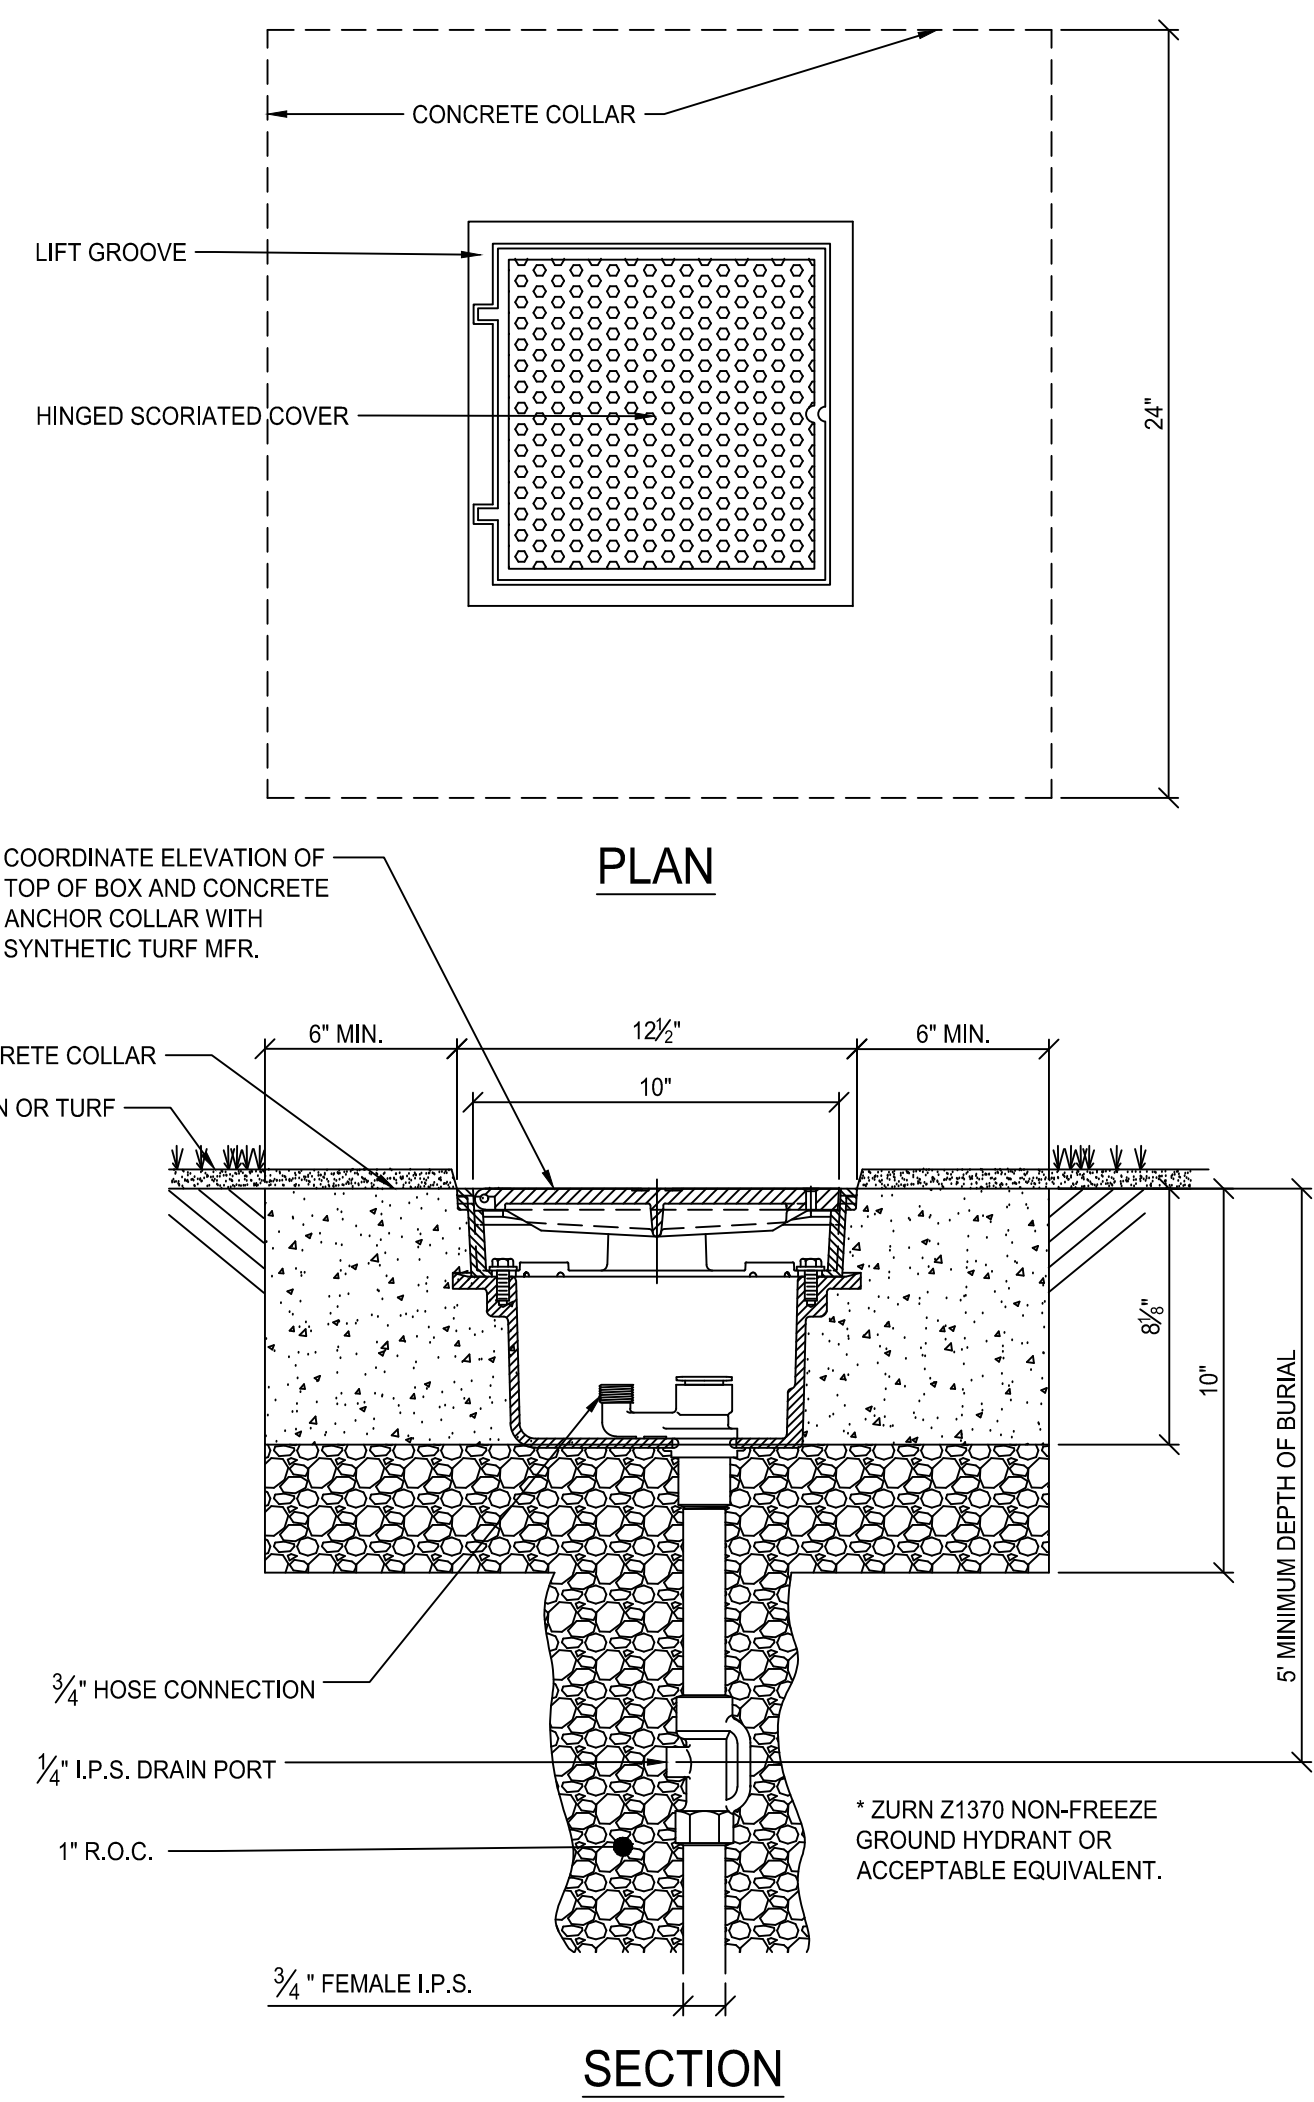 CONCRETE COLLAR
LIFT GROOVE
HINGED SCORIATED COVER
24"
PLAN
COORDINATE ELEVATION OF
TOP OF BOX AND CONCRETE
ANCHOR COLLAR WITH
SYNTHETIC TURF MFR.
6" MIN.
12½"
6" MIN.
RETE COLLAR
10"
N OR TURF
8⅛"
10"
5' MINIMUM DEPTH OF BURIAL
¾" HOSE CONNECTION
¼" I.P.S. DRAIN PORT
* ZURN Z1370 NON-FREEZE
GROUND HYDRANT OR
ACCEPTABLE EQUIVALENT.
1" R.O.C.
¾ " FEMALE I.P.S.
SECTION